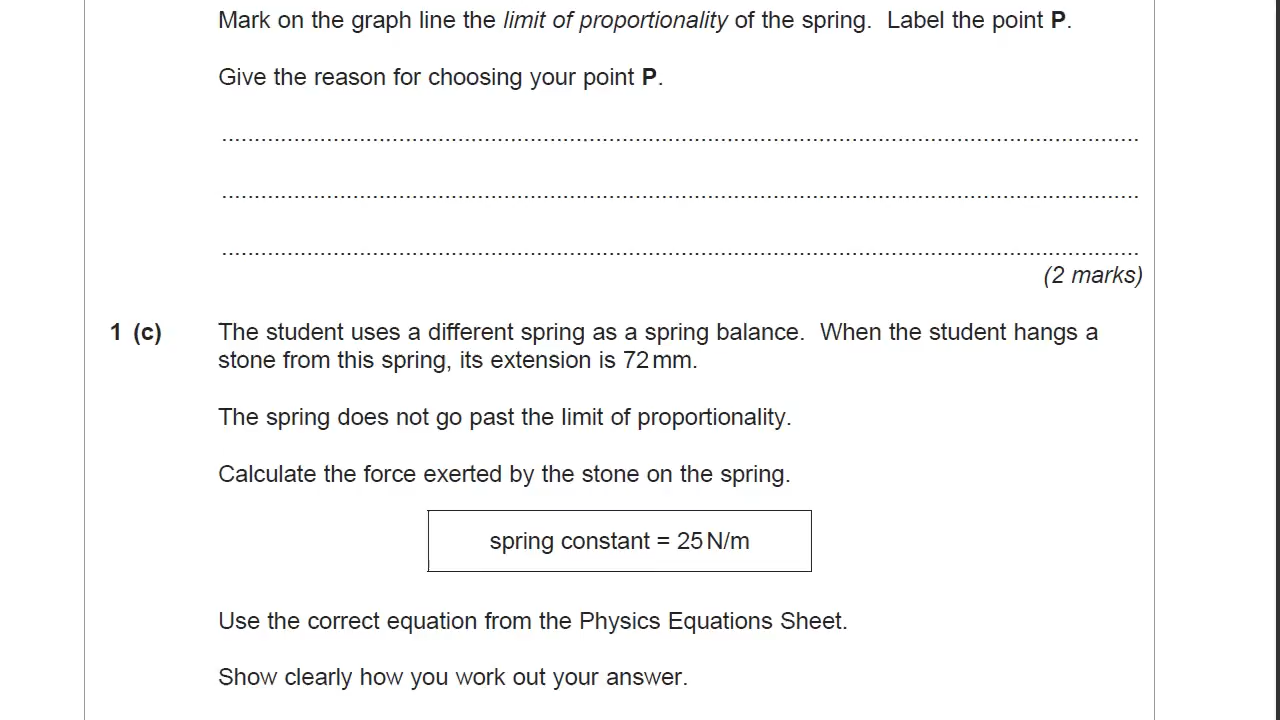 Mark on the graph line the limit of proportionality of the spring. Label the point P.
Give the reason for choosing your point P.
..........................................................................................................................................
..........................................................................................................................................
..........................................................................................................................................
(2 marks)
1 (c) The student uses a different spring as a spring balance. When the student hangs a
stone from this spring, its extension is 72 mm.
The spring does not go past the limit of proportionality.
Calculate the force exerted by the stone on the spring.
spring constant = 25 N/m
Use the correct equation from the Physics Equations Sheet.
Show clearly how you work out your answer.